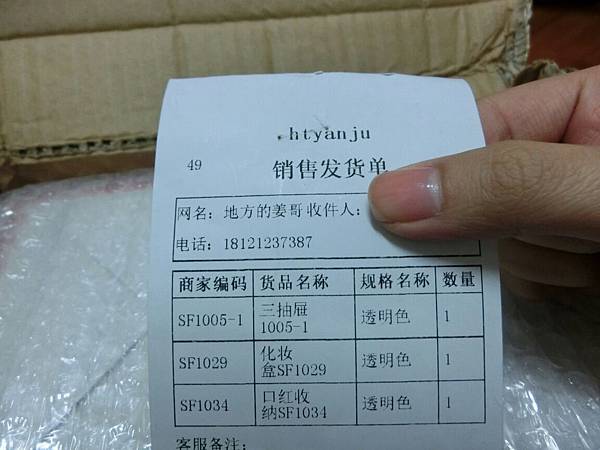 htyanju
49
销售发货单
网名：地方的姜哥 收件人：
电话：18121237387
商家编码 货品名称 规格名称 数量
SF1005-1 三抽屉 透明色 1
1005-1
SF1029 化妆 透明色 1
盒SF1029
SF1034 口红收 透明色 1
纳SF1034
客服备注：